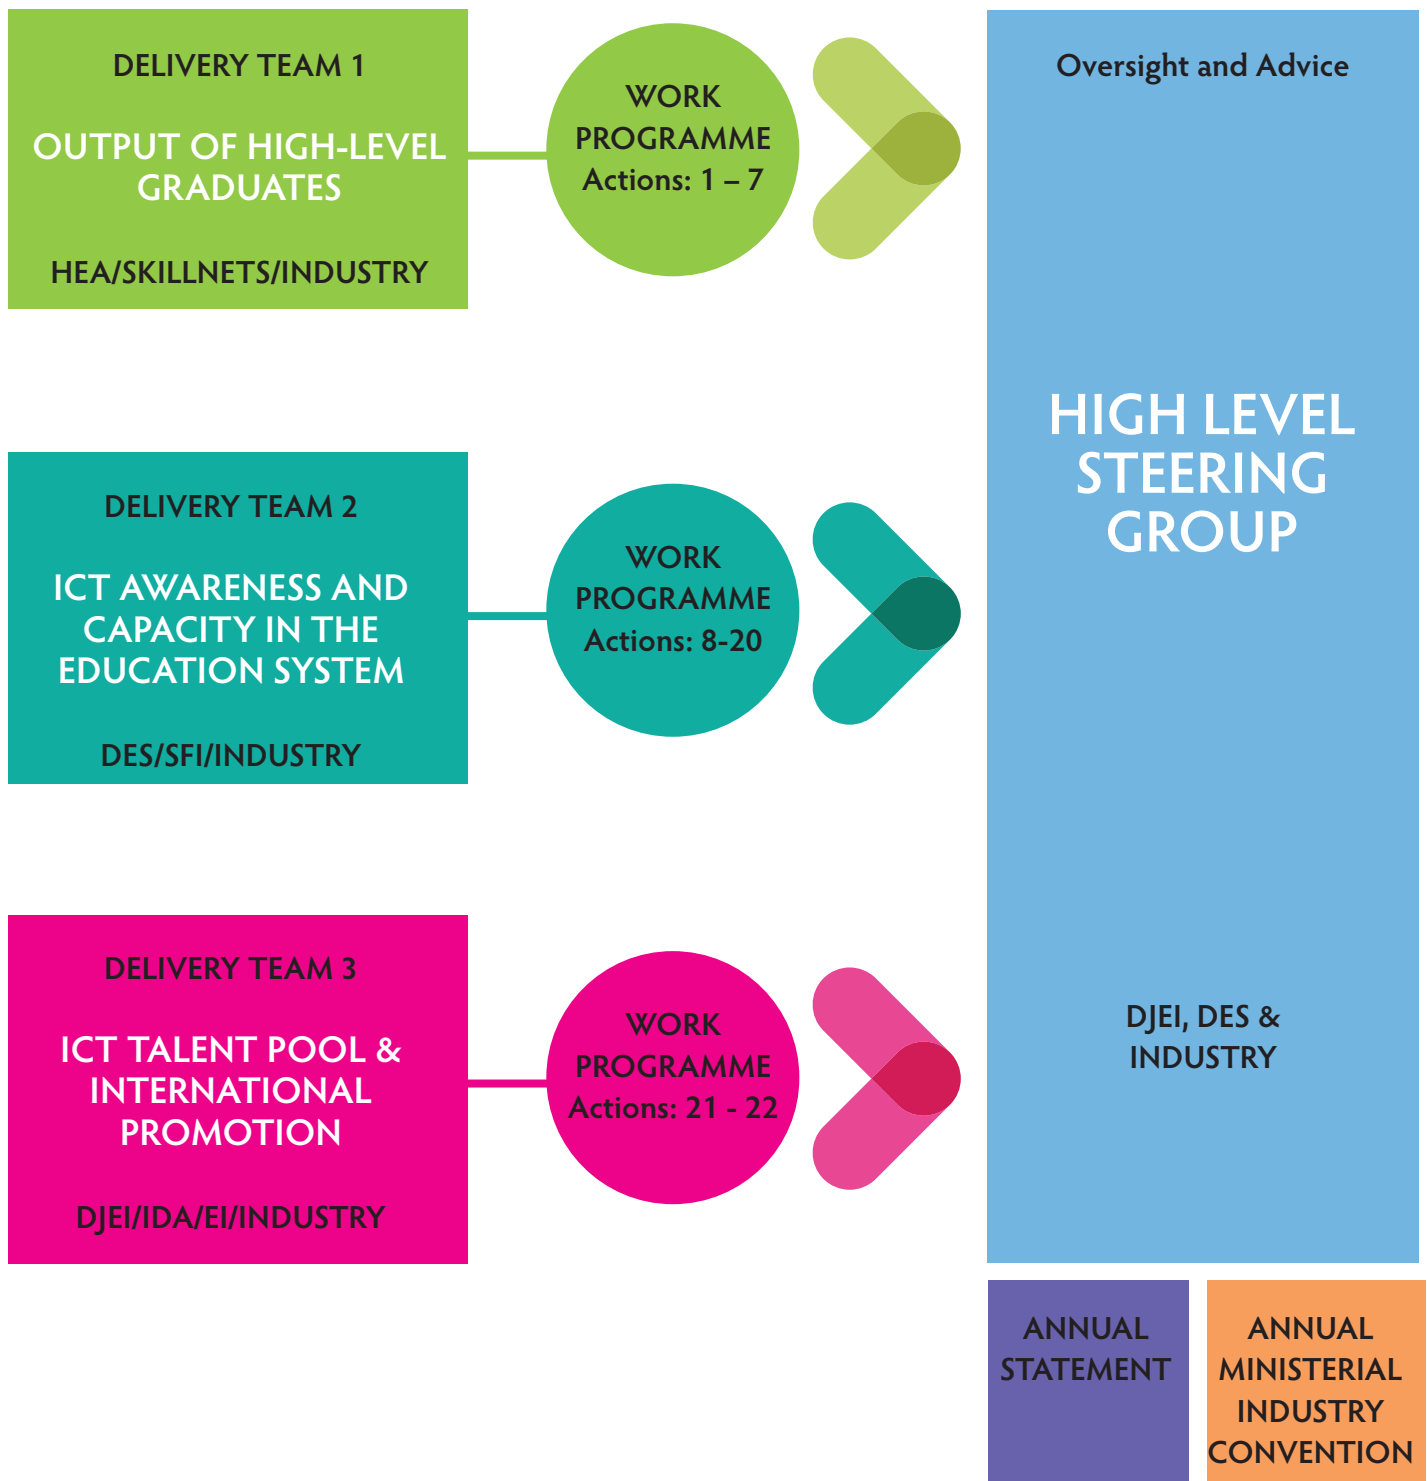 DELIVERY TEAM 1
OUTPUT OF HIGH-LEVEL
GRADUATES
HEA/SKILLNETS/INDUSTRY
WORK
PROGRAMME
Actions: 1 – 7
DELIVERY TEAM 2
ICT AWARENESS AND
CAPACITY IN THE
EDUCATION SYSTEM
DES/SFI/INDUSTRY
WORK
PROGRAMME
Actions: 8-20
DELIVERY TEAM 3
ICT TALENT POOL &
INTERNATIONAL
PROMOTION
DJEI/IDA/EI/INDUSTRY
WORK
PROGRAMME
Actions: 21 - 22
Oversight and Advice
HIGH LEVEL
STEERING
GROUP
DJEI, DES &
INDUSTRY
ANNUAL
STATEMENT
ANNUAL
MINISTERIAL
INDUSTRY
CONVENTION